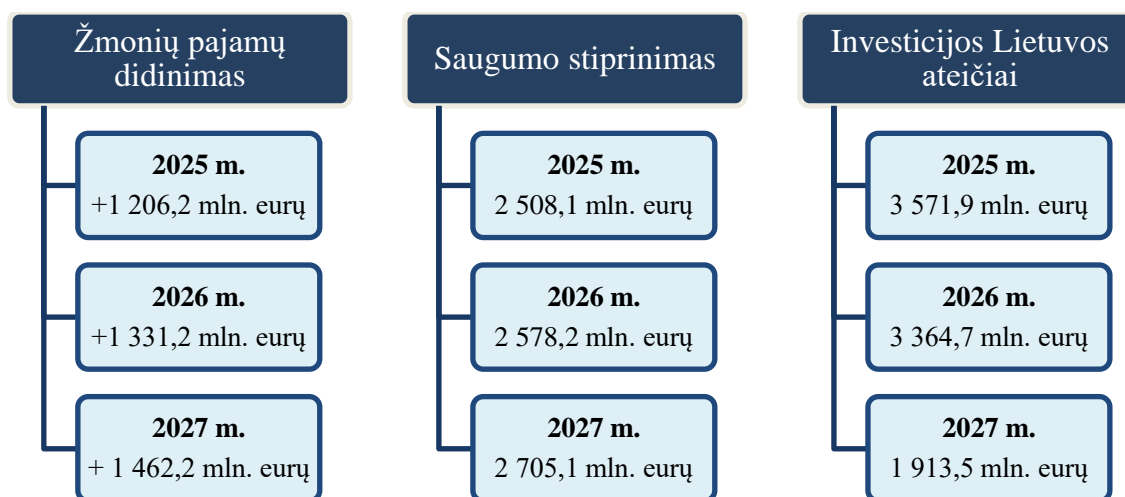 Žmonių pajamų
didinimas
2025 m.
+1 206,2 mln. eurų
2026 m.
+1 331,2 mln. eurų
2027 m.
+ 1 462,2 mln. eurų
Saugumo stiprinimas
2025 m.
2 508,1 mln. eurų
2026 m.
2 578,2 mln. eurų
2027 m.
2 705,1 mln. eurų
Investicijos Lietuvos
ateičiai
2025 m.
3 571,9 mln. eurų
2026 m.
3 364,7 mln. eurų
2027 m.
1 913,5 mln. eurų